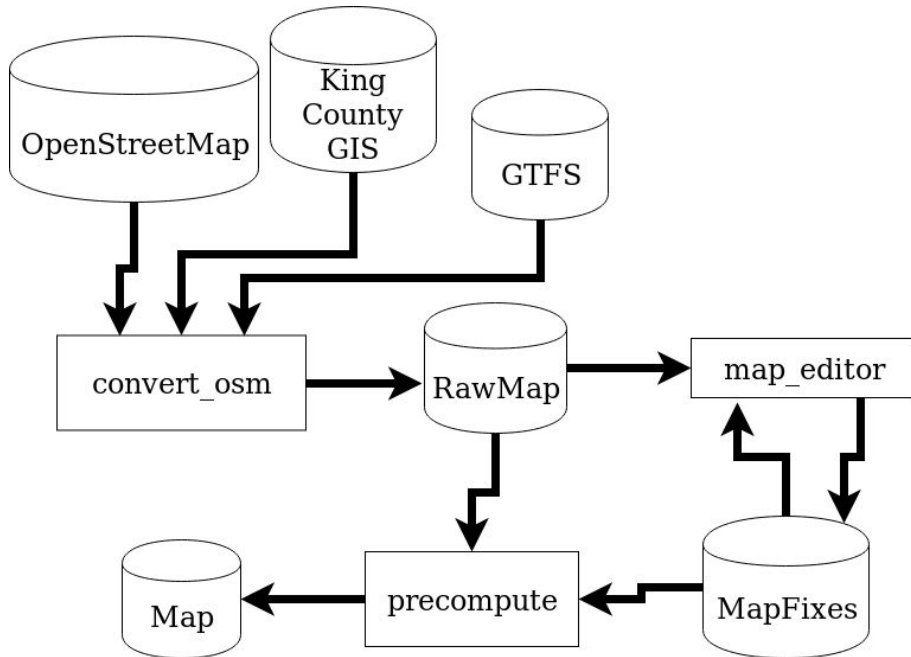 OpenStreetMap
King
County
GIS
GTFS
convert_osm
RawMap
map_editor
Map
precompute
MapFixes